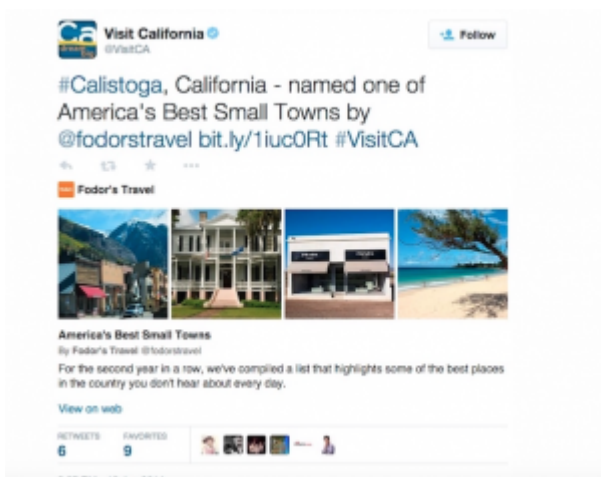 Ca
Visit California
@VisitCA
Follow
#Calistoga, California - named one of
America's Best Small Towns by
@fodorstravel bit.ly/1iuc0Rt #VisitCA
Fodor's Travel
America's Best Small Towns
By Fodor's Travel @fodorstravel
For the second year in a row, we've compiled a list that highlights some of the best places
in the country you don't hear about every day.
View on web
RETWEETS FAVORITES
6 9